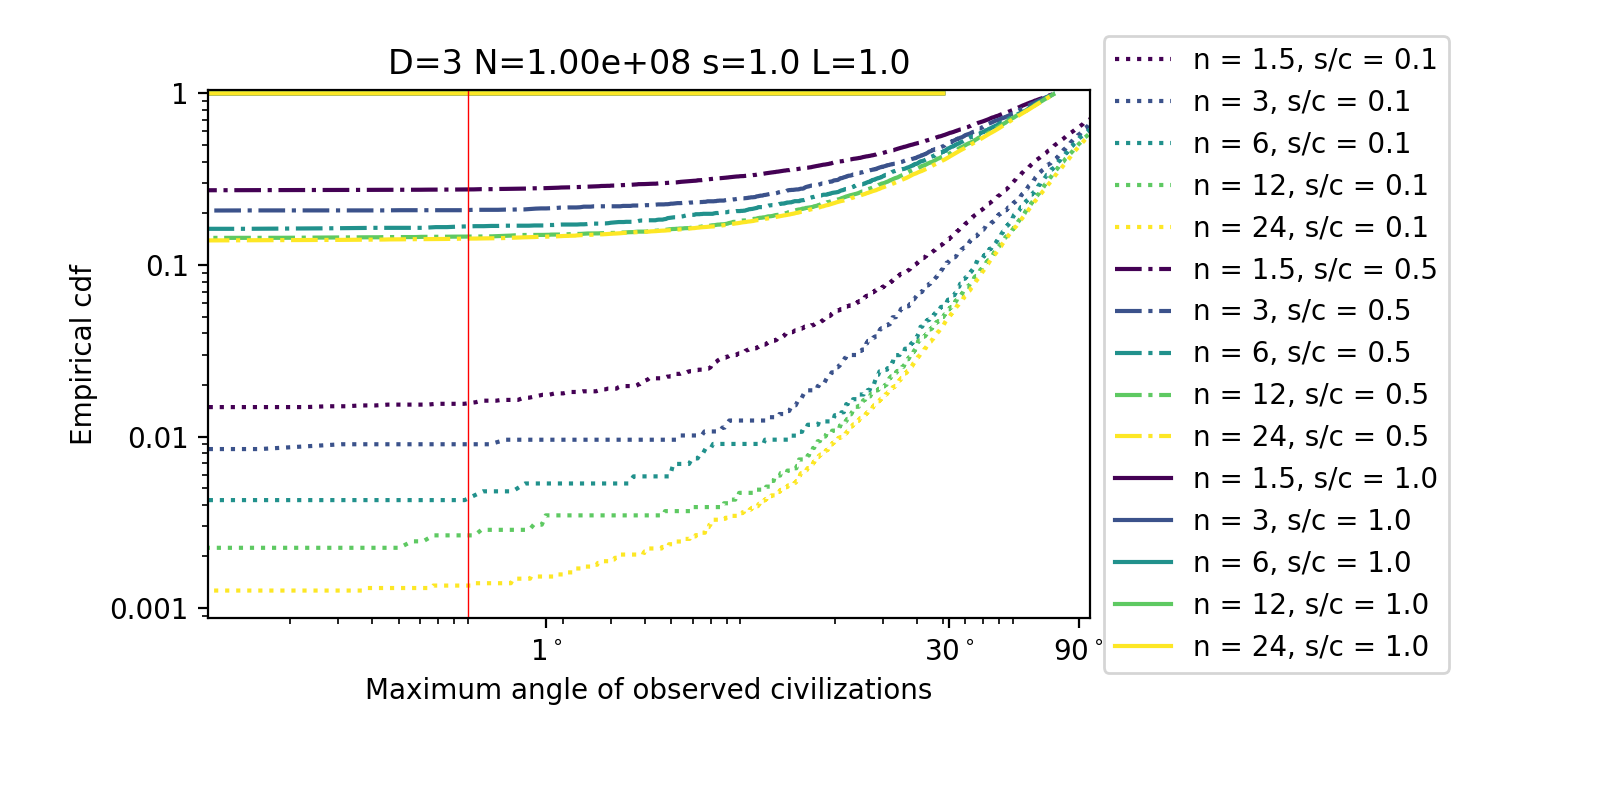 D=3 N=1.00e+08 s=1.0 L=1.0
1
0.1
0.01
0.001
Empirical cdf
1°
30°
90°
Maximum angle of observed civilizations
n = 1.5, s/c = 0.1
n = 3, s/c = 0.1
n = 6, s/c = 0.1
n = 12, s/c = 0.1
n = 24, s/c = 0.1
n = 1.5, s/c = 0.5
n = 3, s/c = 0.5
n = 6, s/c = 0.5
n = 12, s/c = 0.5
n = 24, s/c = 0.5
n = 1.5, s/c = 1.0
n = 3, s/c = 1.0
n = 6, s/c = 1.0
n = 12, s/c = 1.0
n = 24, s/c = 1.0